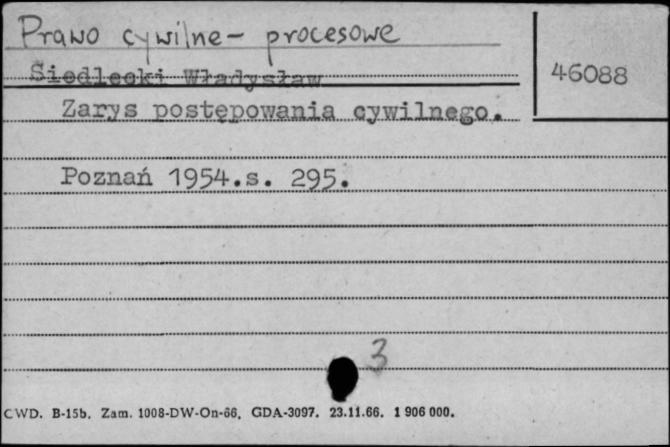 Prawo cywilne - procesowe
Siedlecki Władysław
46088
Zarys postępowania cywilnego.
Poznań 1954.s. 295.
3
CWD. B-15b. Zam. 1008-DW-On-66. GDA-3097. 23.11.66. 1 906 000.